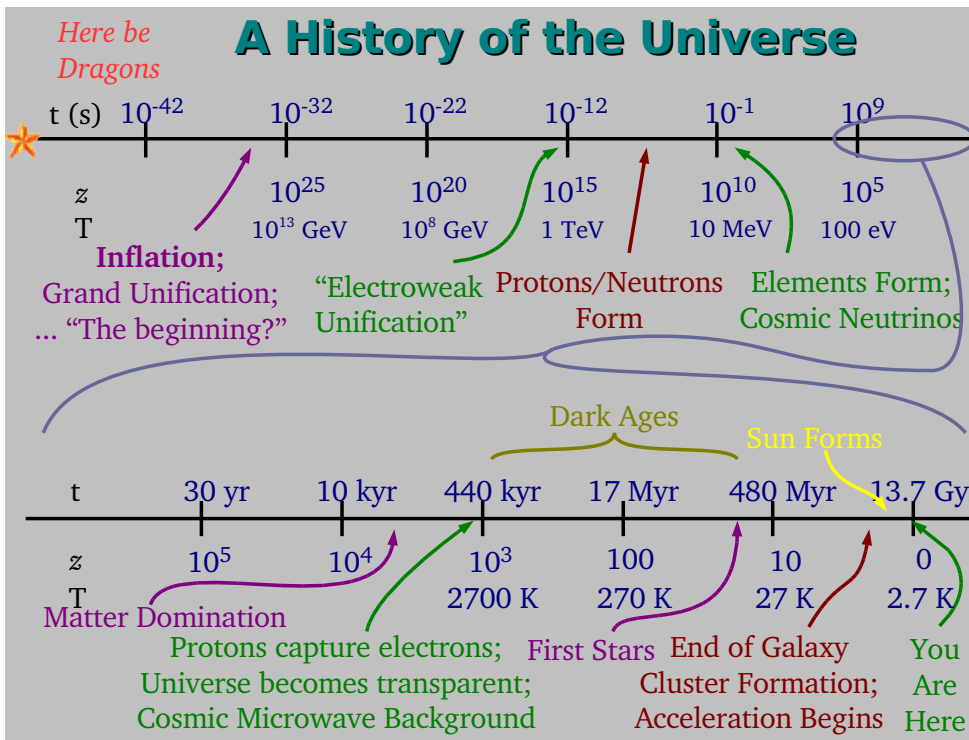 Here be
Dragons
A History of the Universe
t (s) 10⁻⁴² 10⁻³² 10⁻²² 10⁻¹² 10⁻¹ 10⁹
z 10²⁵ 10²⁰ 10¹⁵ 10¹⁰ 10⁵
T 10¹³ GeV 10⁸ GeV 1 TeV 10 MeV 100 eV
Inflation;
Grand Unification;
... “The beginning?”
“Electroweak
Unification”
Protons/Neutrons
Form
Elements Form;
Cosmic Neutrinos
Dark Ages
Sun Forms
t 30 yr 10 kyr 440 kyr 17 Myr 480 Myr 13.7 Gy
z 10⁵ 10⁴ 10³ 100 10 0
T 2700 K 270 K 27 K 2.7 K
Matter Domination
Protons capture electrons;
Universe becomes transparent;
Cosmic Microwave Background
First Stars
End of Galaxy
Cluster Formation;
Acceleration Begins
You
Are
Here